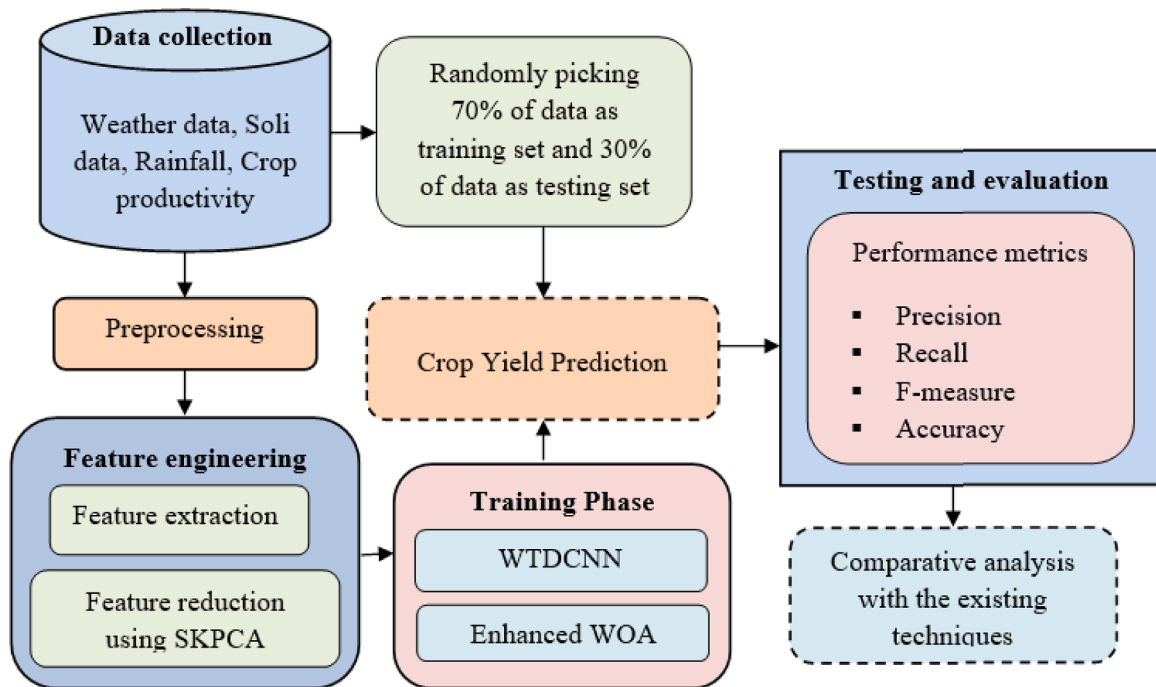 Data collection
Weather data, Soli
data, Rainfall, Crop
productivity
Randomly picking
70% of data as
training set and 30%
of data as testing set
Preprocessing
Feature engineering
Feature extraction
Feature reduction
using SKPCA
Training Phase
WTDCNN
Enhanced WOA
Crop Yield Prediction
Testing and evaluation
Performance metrics
▪ Precision
▪ Recall
▪ F-measure
▪ Accuracy
Comparative analysis
with the existing
techniques